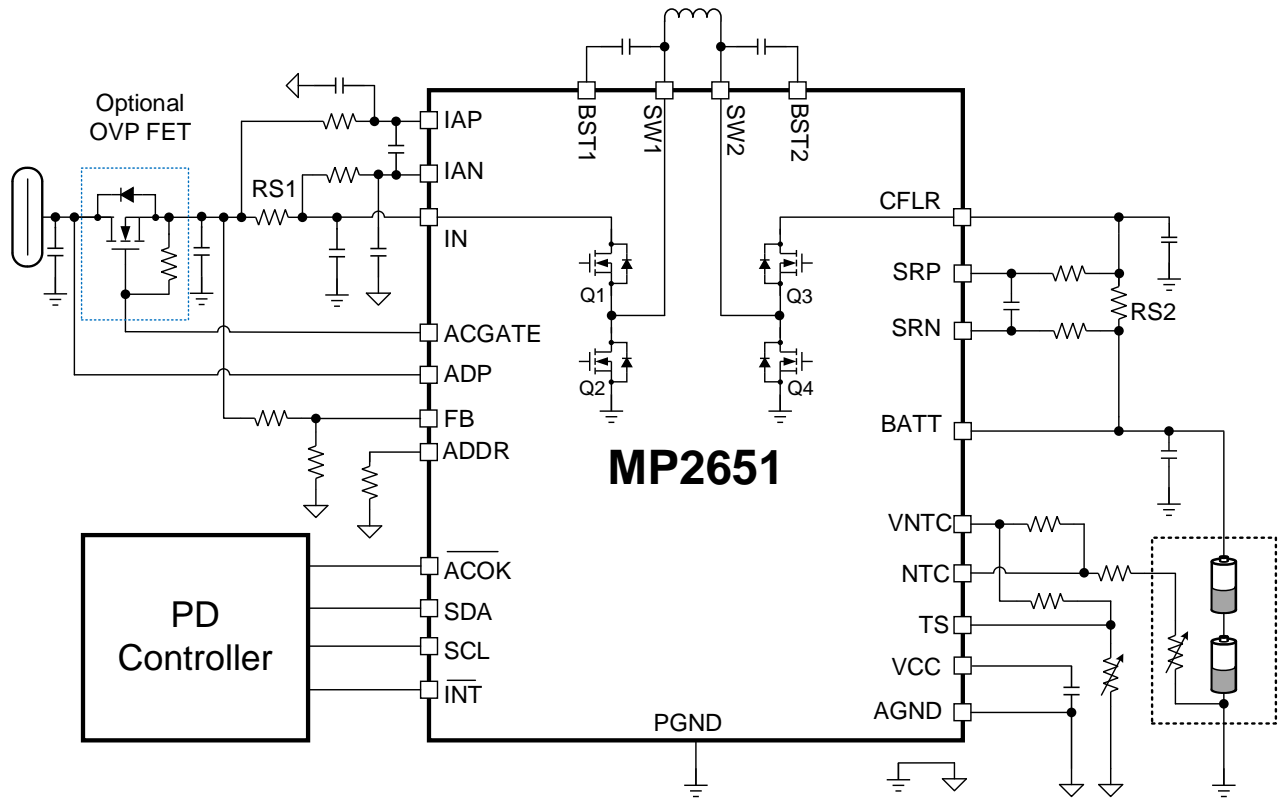 BST1
SW1
SW2
BST2
Optional
OVP FET
IAP
IAN
RS1
IN
CFLR
SRP
SRN
RS2
Q1
Q3
Q2
Q4
ACGATE
ADP
FB
ADDR
BATT
MP2651
VNTC
NTC
TS
VCC
AGND
PD
Controller
ACOK
SDA
SCL
INT
PGND